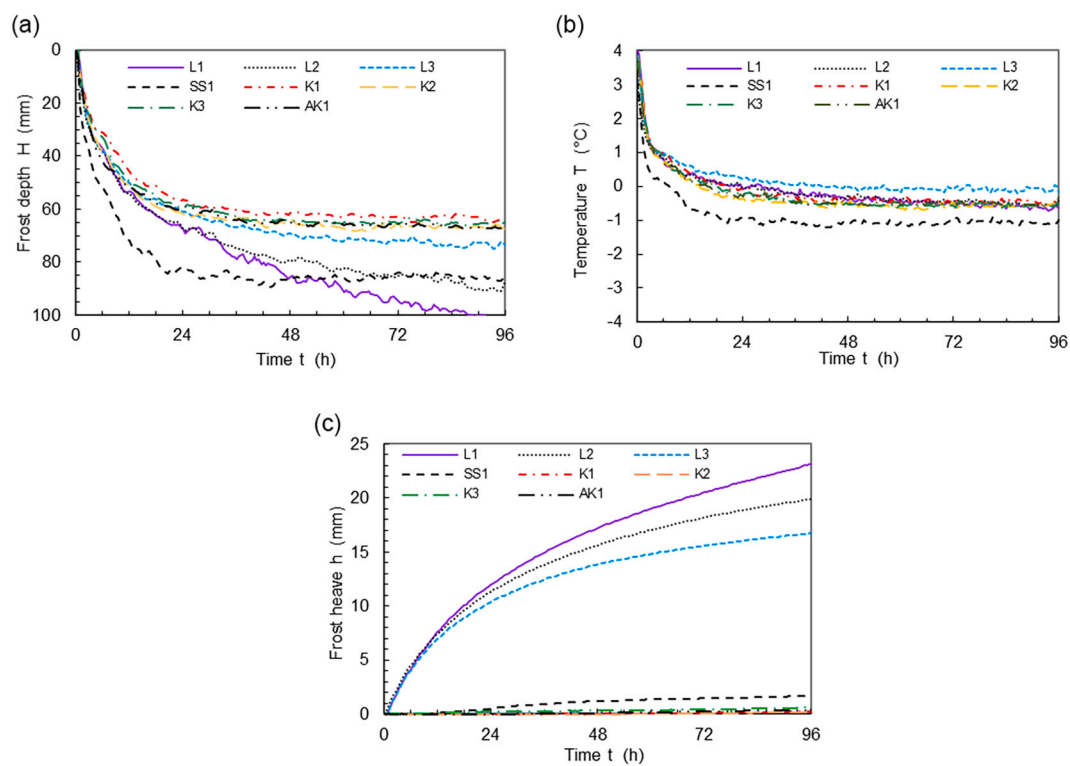 (a)
0
20
40
60
80
100
Frost depth H (mm)
L1 L2 L3
SS1 K1 K2
K3 AK1
0 24 48 72 96
Time t (h)
(b)
4
3
2
1
0
-1
-2
-3
-4
Temperature T (°C)
L1 L2 L3
SS1 K1 K2
K3 AK1
0 24 48 72 96
Time t (h)
(c)
25
20
15
10
5
0
Frost heave h (mm)
L1 L2 L3
SS1 K1 K2
K3 AK1
0 24 48 72 96
Time t (h)